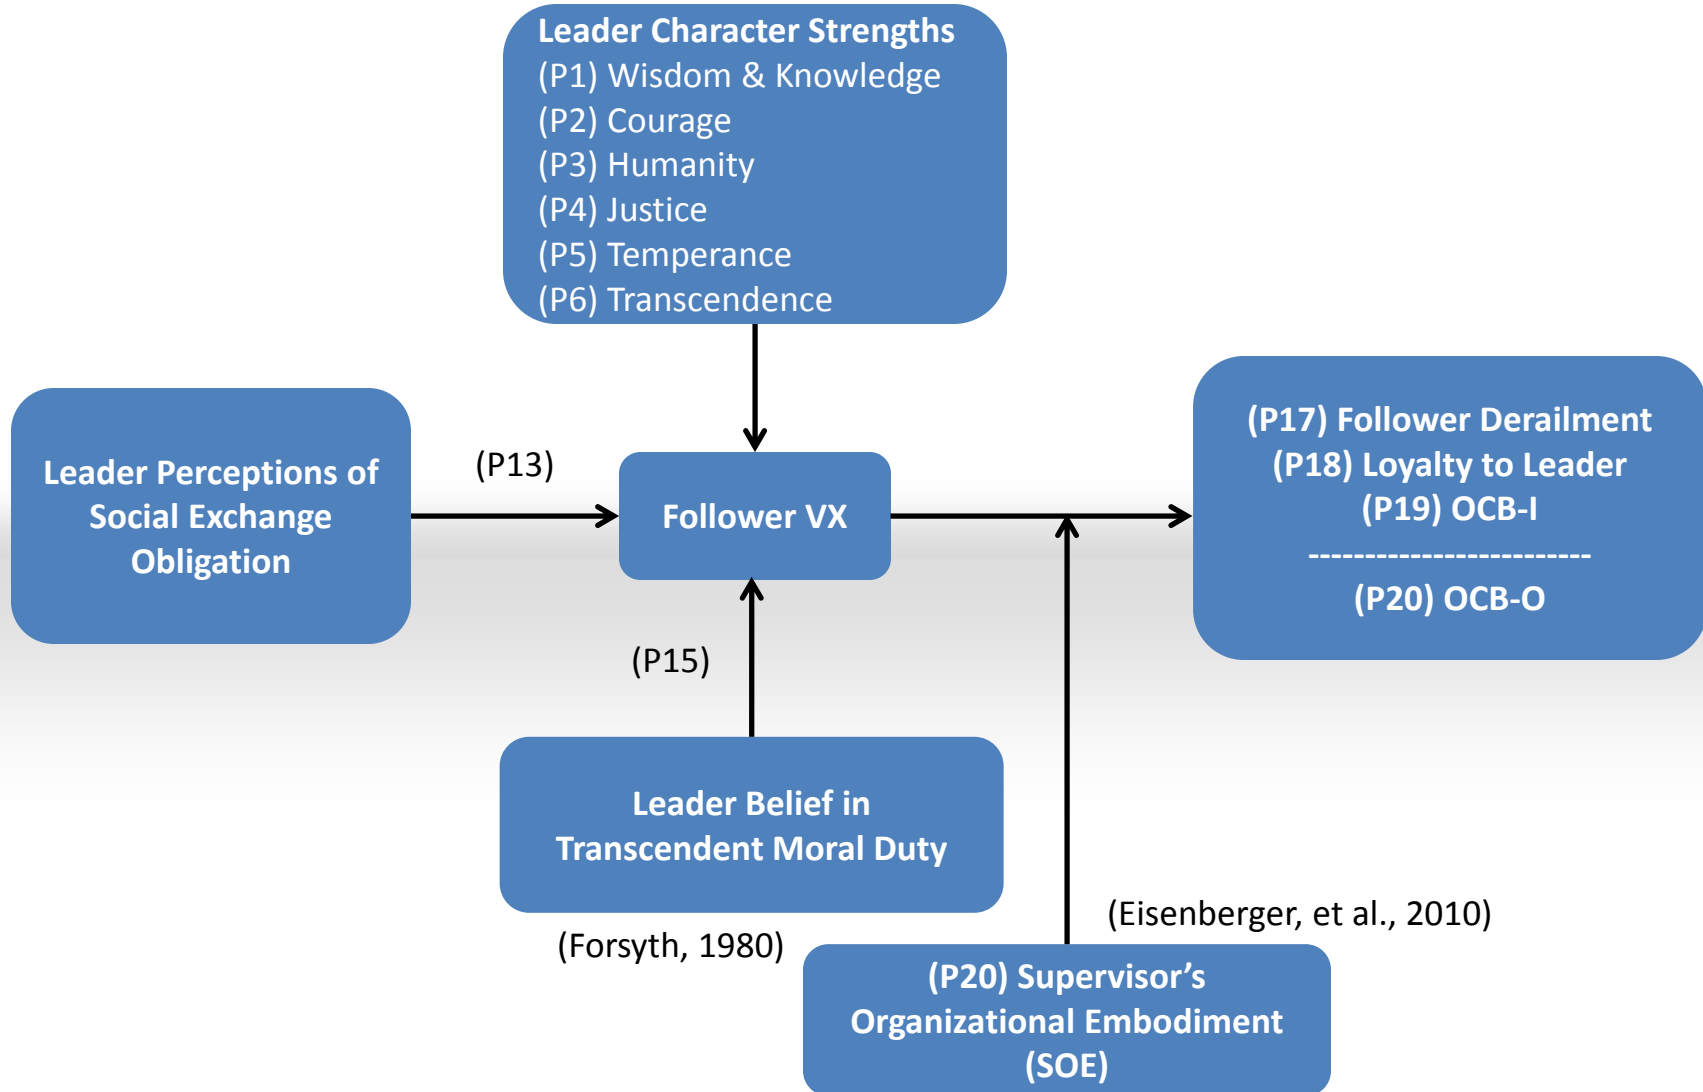 Leader Character Strengths
(P1) Wisdom & Knowledge
(P2) Courage
(P3) Humanity
(P4) Justice
(P5) Temperance
(P6) Transcendence
Leader Perceptions of
Social Exchange
Obligation
(P13)
Follower VX
(P17) Follower Derailment
(P18) Loyalty to Leader
(P19) OCB-I
-------------------------
(P20) OCB-O
(P15)
Leader Belief in
Transcendent Moral Duty
(Forsyth, 1980)
(Eisenberger, et al., 2010)
(P20) Supervisor’s
Organizational Embodiment
(SOE)